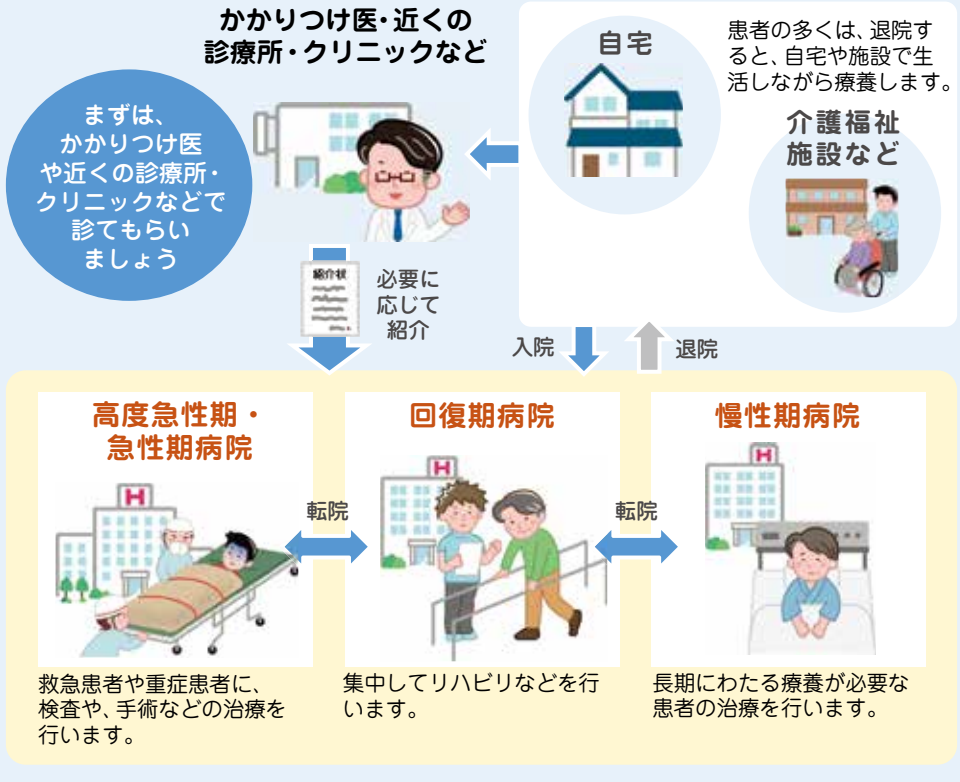 かかりつけ医・近くの
診療所・クリニックなど
まずは、
かかりつけ医
や近くの診療所・
クリニックなどで
診てもらい
ましょう
自宅
患者の多くは、退院す
ると、自宅や施設で生
活しながら療養します。
介護福祉
施設など
紹介状
必要に
応じて
紹介
入院
退院
高度急性期・
急性期病院
H
転院
救急患者や重症患者に、
検査や、手術などの治療を
行います。
回復期病院
H
転院
集中してリハビリなどを行
います。
慢性期病院
H
長期にわたる療養が必要な
患者の治療を行います。